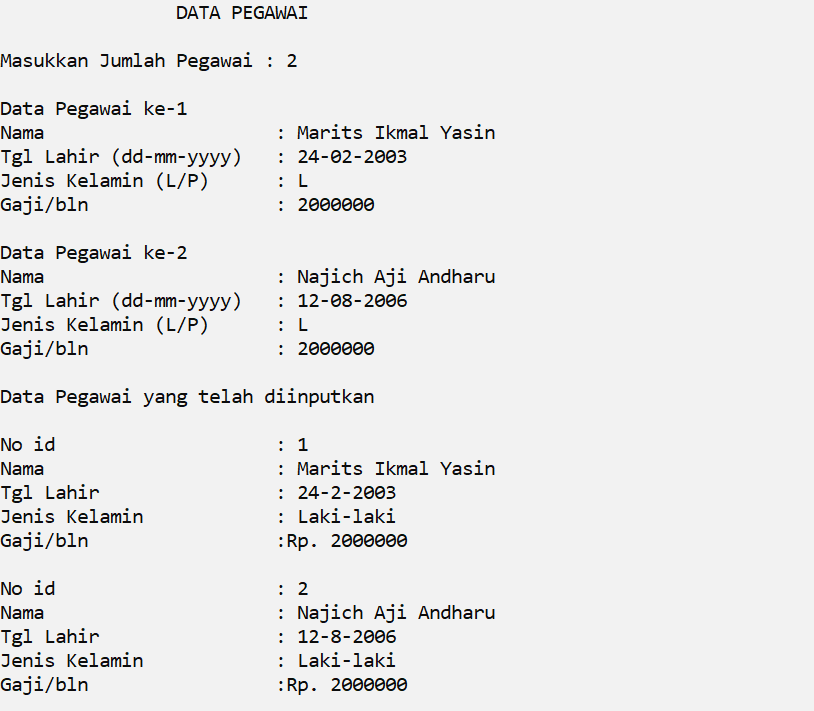 DATA PEGAWAI
Masukkan Jumlah Pegawai : 2
Data Pegawai ke-1
Nama : Marits Ikmal Yasin
Tgl Lahir (dd-mm-yyyy) : 24-02-2003
Jenis Kelamin (L/P) : L
Gaji/bln : 2000000
Data Pegawai ke-2
Nama : Najich Aji Andharu
Tgl Lahir (dd-mm-yyyy) : 12-08-2006
Jenis Kelamin (L/P) : L
Gaji/bln : 2000000
Data Pegawai yang telah diinputkan
No id : 1
Nama : Marits Ikmal Yasin
Tgl Lahir : 24-2-2003
Jenis Kelamin : Laki-laki
Gaji/bln :Rp. 2000000
No id : 2
Nama : Najich Aji Andharu
Tgl Lahir : 12-8-2006
Jenis Kelamin : Laki-laki
Gaji/bln :Rp. 2000000